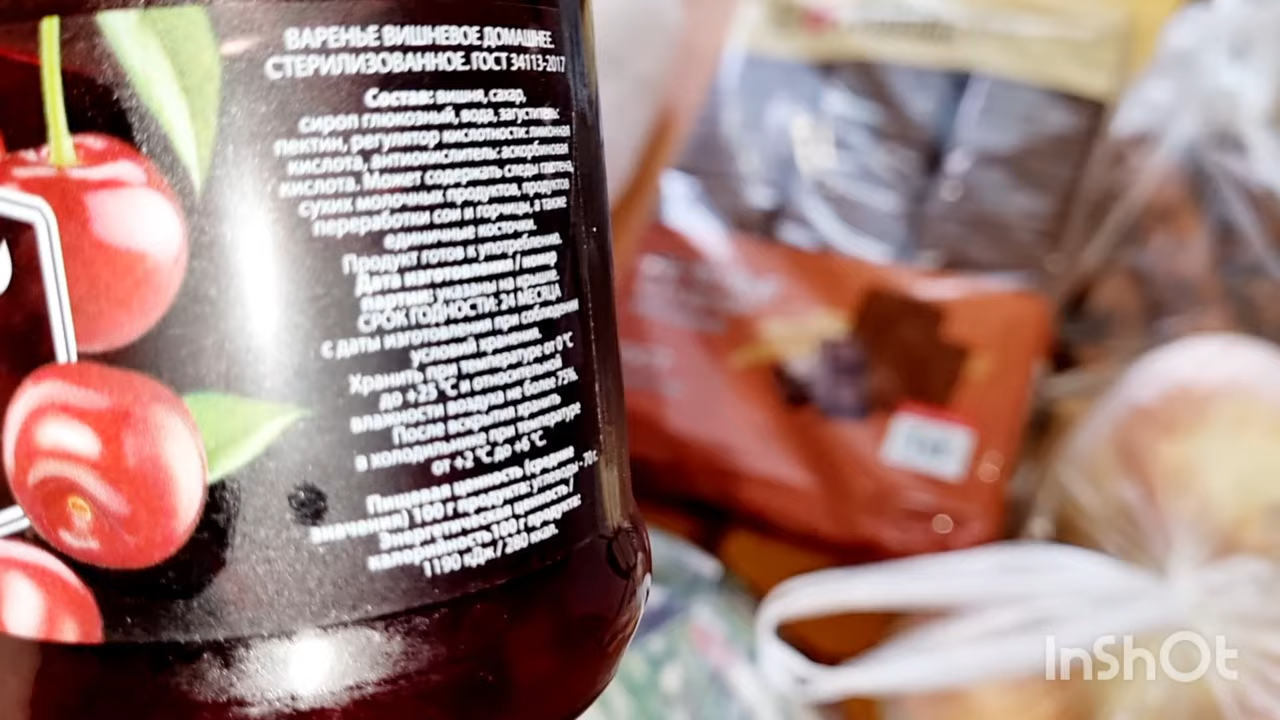 ВАРЕНЬЕ ВИШНЕВОЕ ДОМАШНЕЕ.
СТЕРИЛИЗОВАННОЕ. ГОСТ 34113-2017
Состав: вишня, сахар,
сироп глюкозный, вода, загуститель:
пектин, регулятор кислотности: лимонная
кислота, антиокислитель: аскорбиновая
кислота. Может содержать следы глютена,
сухих молочных продуктов, продуктов
переработки сои и горчицы, а также
единичные косточки.
Продукт готов к употреблению.
Дата изготовления / номер
партии: указаны на крышке.
СРОК ГОДНОСТИ: 24 МЕСЯЦА
с даты изготовления при соблюдении
условий хранения.
Хранить при температуре от 0 °C
до +25 °C и относительной
влажности воздуха не более 75%.
После вскрытия хранить
в холодильнике при температуре
от +2 °C до +6 °C.
Пищевая ценность (средние
значения) 100 г продукта: углеводы - 70 г.
Энергетическая ценность /
калорийность 100 г продукта:
1190 кДж / 280 ккал.
InShOt